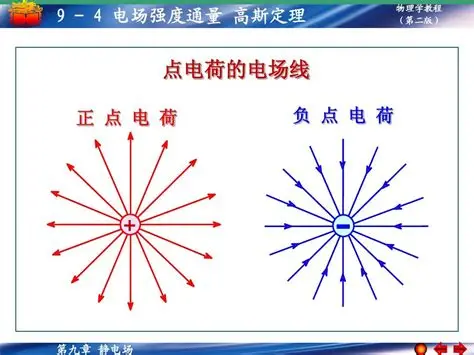 9 - 4 电场强度通量 高斯定理
物理学教程
(第二版)
点电荷的电场线
正 点 电 荷
负 点 电 荷
+
-
第九章 静电场